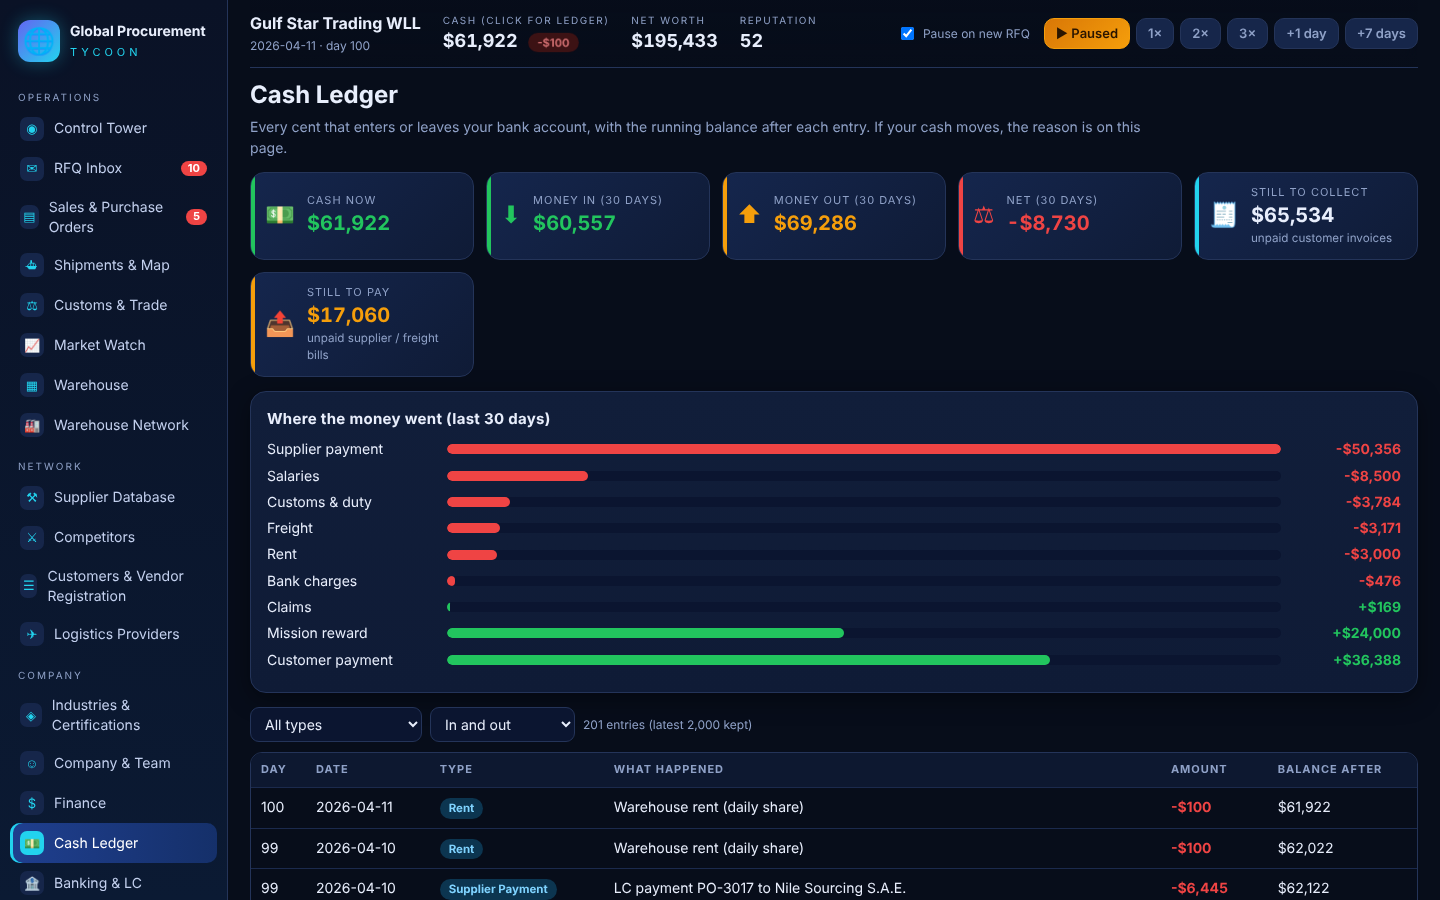 Global Procurement
TYCOON
OPERATIONS
Control Tower
RFQ Inbox 10
Sales & Purchase
Orders 5
Shipments & Map
Customs & Trade
Market Watch
Warehouse
Warehouse Network
NETWORK
Supplier Database
Competitors
Customers & Vendor
Registration
Logistics Providers
COMPANY
Industries &
Certifications
Company & Team
Finance
Cash Ledger
Banking & LC
Gulf Star Trading WLL
2026-04-11 · day 100
CASH (CLICK FOR LEDGER)
$61,922 -$100
NET WORTH
$195,433
REPUTATION
52
Pause on new RFQ
▶ Paused
1×
2×
3×
+1 day
+7 days
Cash Ledger
Every cent that enters or leaves your bank account, with the running balance after each entry. If your cash moves, the reason is on this
page.
CASH NOW
$61,922
MONEY IN (30 DAYS)
$60,557
MONEY OUT (30 DAYS)
$69,286
NET (30 DAYS)
-$8,730
STILL TO COLLECT
$65,534
unpaid customer invoices
STILL TO PAY
$17,060
unpaid supplier / freight
bills
Where the money went (last 30 days)
Supplier payment -$50,356
Salaries -$8,500
Customs & duty -$3,784
Freight -$3,171
Rent -$3,000
Bank charges -$476
Claims +$169
Mission reward +$24,000
Customer payment +$36,388
All types
In and out
201 entries (latest 2,000 kept)
DAY DATE TYPE WHAT HAPPENED AMOUNT BALANCE AFTER
100 2026-04-11 Rent Warehouse rent (daily share) -$100 $61,922
99 2026-04-10 Rent Warehouse rent (daily share) -$100 $62,022
99 2026-04-10 Supplier Payment LC payment PO-3017 to Nile Sourcing S.A.E. -$6,445 $62,122